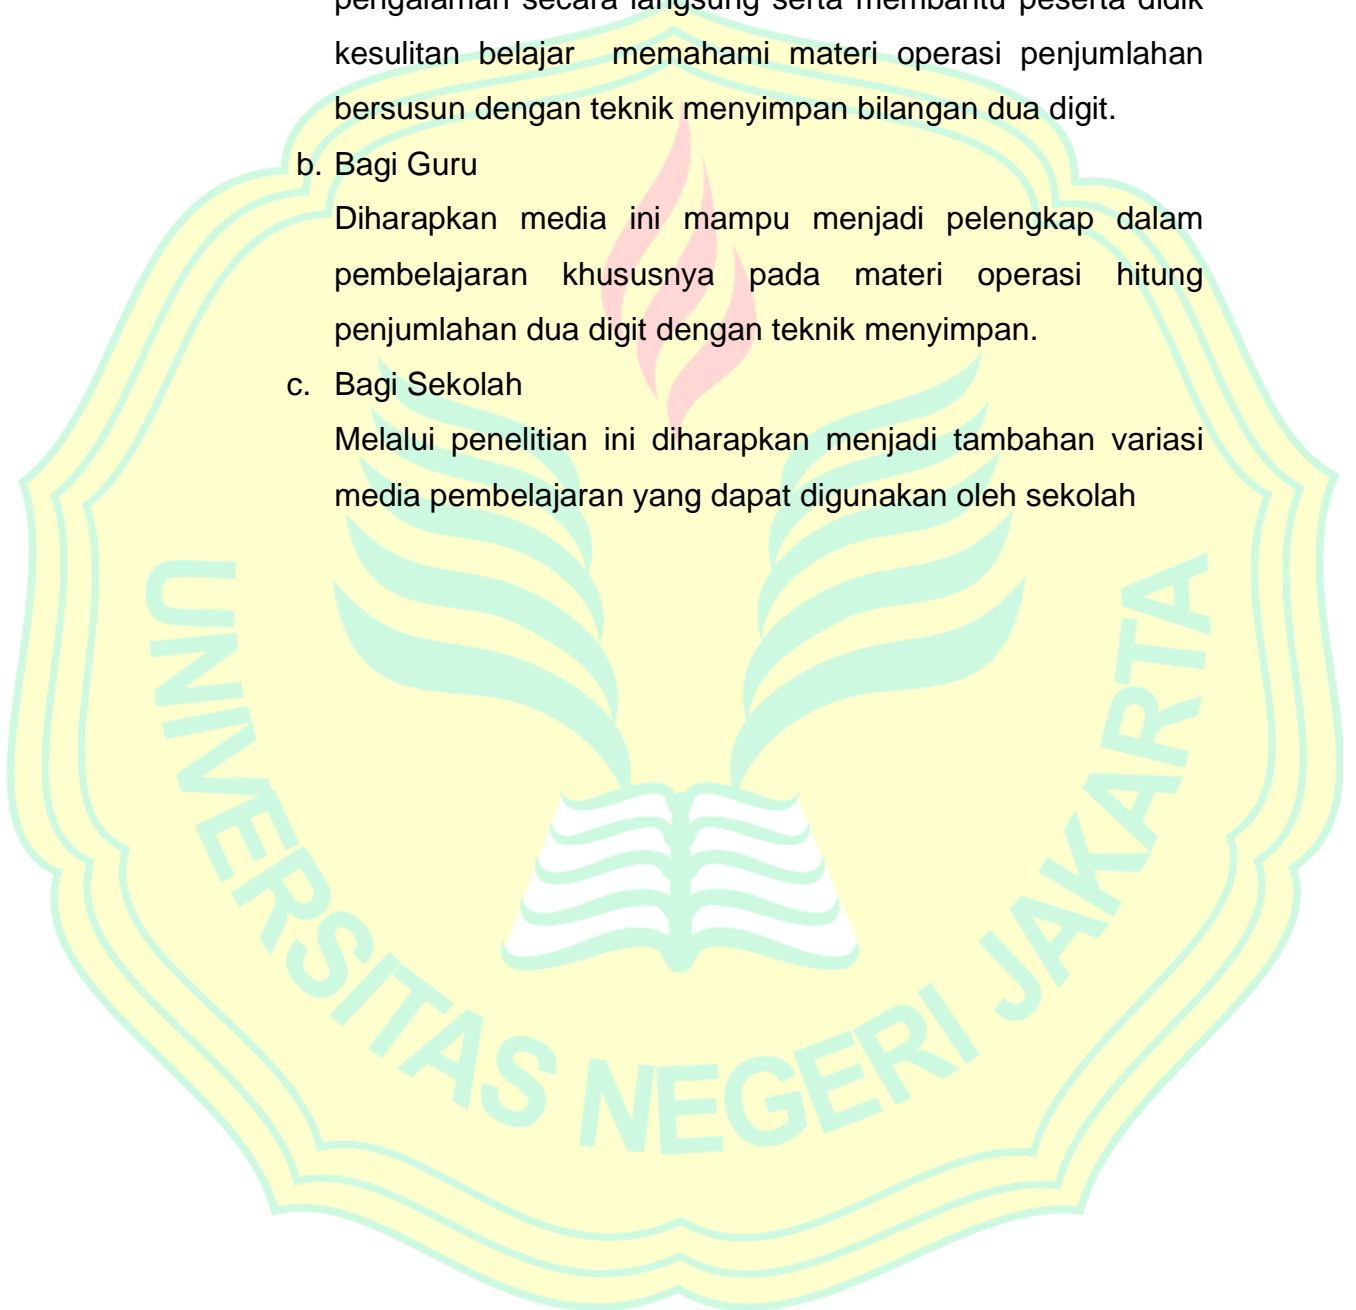 pengalaman secara langsung serta membantu peserta didik
kesulitan belajar memahami materi operasi penjumlahan
bersusun dengan teknik menyimpan bilangan dua digit.
b. Bagi Guru
Diharapkan media ini mampu menjadi pelengkap dalam
pembelajaran khususnya pada materi operasi hitung
penjumlahan dua digit dengan teknik menyimpan.
c. Bagi Sekolah
Melalui penelitian ini diharapkan menjadi tambahan variasi
media pembelajaran yang dapat digunakan oleh sekolah
UNIVERSITAS NEGERI JAKARTA